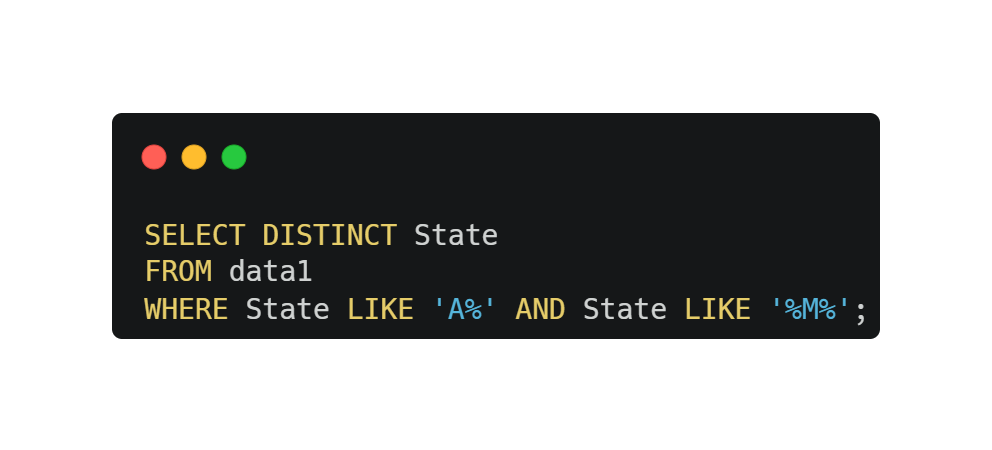 SELECT DISTINCT State
FROM data1
WHERE State LIKE 'A%' AND State LIKE '%M%';